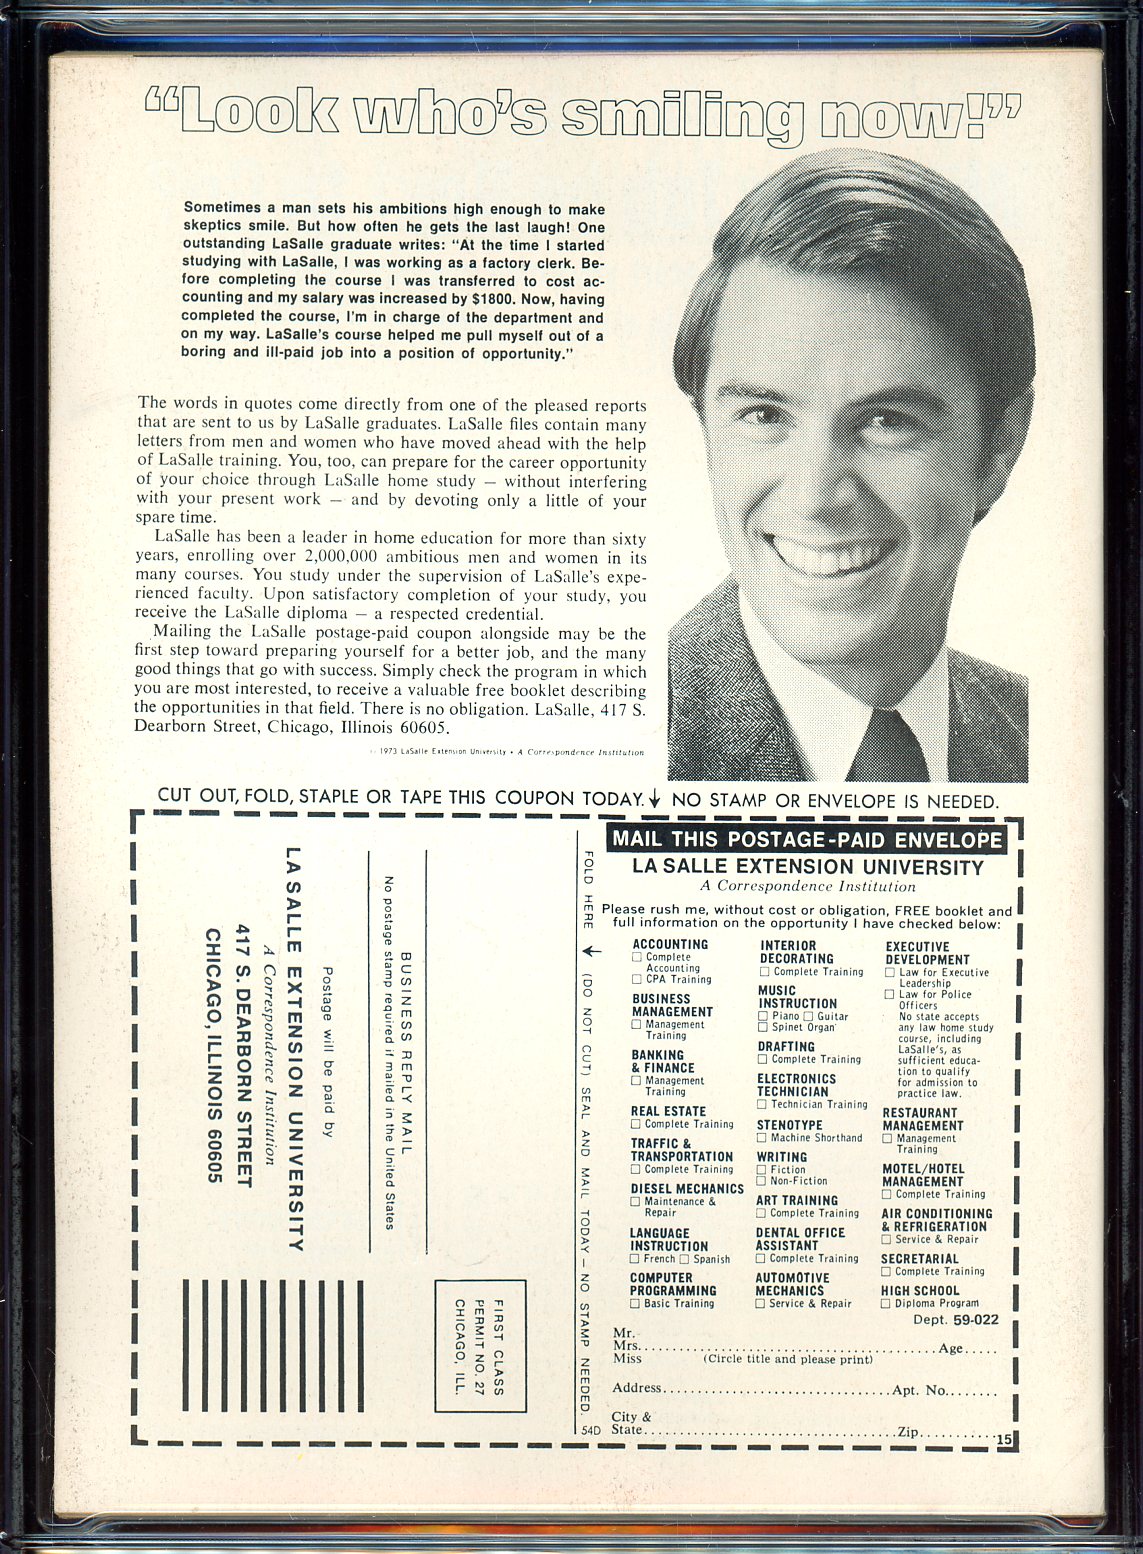 “Look who's smiling now!”
Sometimes a man sets his ambitions high enough to make
skeptics smile. But how often he gets the last laugh! One
outstanding LaSalle graduate writes: “At the time I started
studying with LaSalle, I was working as a factory clerk. Be-
fore completing the course I was transferred to cost ac-
counting and my salary was increased by $1800. Now, having
completed the course, I'm in charge of the department and
on my way. LaSalle's course helped me pull myself out of a
boring and ill-paid job into a position of opportunity.”
The words in quotes come directly from one of the pleased reports
that are sent to us by LaSalle graduates. LaSalle files contain many
letters from men and women who have moved ahead with the help
of LaSalle training. You, too, can prepare for the career opportunity
of your choice through LaSalle home study — without interfering
with your present work — and by devoting only a little of your
spare time.
LaSalle has been a leader in home education for more than sixty
years, enrolling over 2,000,000 ambitious men and women in its
many courses. You study under the supervision of LaSalle's expe-
rienced faculty. Upon satisfactory completion of your study, you
receive the LaSalle diploma — a respected credential.
Mailing the LaSalle postage-paid coupon alongside may be the
first step toward preparing yourself for a better job, and the many
good things that go with success. Simply check the program in which
you are most interested, to receive a valuable free booklet describing
the opportunities in that field. There is no obligation. LaSalle, 417 S.
Dearborn Street, Chicago, Illinois 60605.
© 1973 LaSalle Extension University • A Correspondence Institution
CUT OUT, FOLD, STAPLE OR TAPE THIS COUPON TODAY. ↓ NO STAMP OR ENVELOPE IS NEEDED.
FIRST CLASS
PERMIT NO. 27
CHICAGO, ILL.
BUSINESS REPLY MAIL
No postage stamp required if mailed in the United States
Postage will be paid by
LA SALLE EXTENSION UNIVERSITY
A Correspondence Institution
417 S. DEARBORN STREET
CHICAGO, ILLINOIS 60605
FOLD HERE ← (DO NOT CUT) SEAL AND MAIL TODAY — NO STAMP NEEDED.
54D
MAIL THIS POSTAGE-PAID ENVELOPE
LA SALLE EXTENSION UNIVERSITY
A Correspondence Institution
Please rush me, without cost or obligation, FREE booklet and
full information on the opportunity I have checked below:
ACCOUNTING
☐ Complete
Accounting
☐ CPA Training
BUSINESS
MANAGEMENT
☐ Management
Training
BANKING
& FINANCE
☐ Management
Training
REAL ESTATE
☐ Complete Training
TRAFFIC &
TRANSPORTATION
☐ Complete Training
DIESEL MECHANICS
☐ Maintenance &
Repair
LANGUAGE
INSTRUCTION
☐ French ☐ Spanish
COMPUTER
PROGRAMMING
☐ Basic Training
INTERIOR
DECORATING
☐ Complete Training
MUSIC
INSTRUCTION
☐ Piano ☐ Guitar
☐ Spinet Organ
DRAFTING
☐ Complete Training
ELECTRONICS
TECHNICIAN
☐ Technician Training
STENOTYPE
☐ Machine Shorthand
WRITING
☐ Fiction
☐ Non-Fiction
ART TRAINING
☐ Complete Training
DENTAL OFFICE
ASSISTANT
☐ Complete Training
AUTOMOTIVE
MECHANICS
☐ Service & Repair
EXECUTIVE
DEVELOPMENT
☐ Law for Executive
Leadership
☐ Law for Police
Officers
No state accepts
any law home study
course, including
LaSalle's, as
sufficient educa-
tion to qualify
for admission to
practice law.
RESTAURANT
MANAGEMENT
☐ Management
Training
MOTEL/HOTEL
MANAGEMENT
☐ Complete Training
AIR CONDITIONING
& REFRIGERATION
☐ Service & Repair
SECRETARIAL
☐ Complete Training
HIGH SCHOOL
☐ Diploma Program
Dept. 59-022
Mr.
Mrs. Age
Miss (Circle title and please print)
Address Apt. No.
City &
State Zip
15